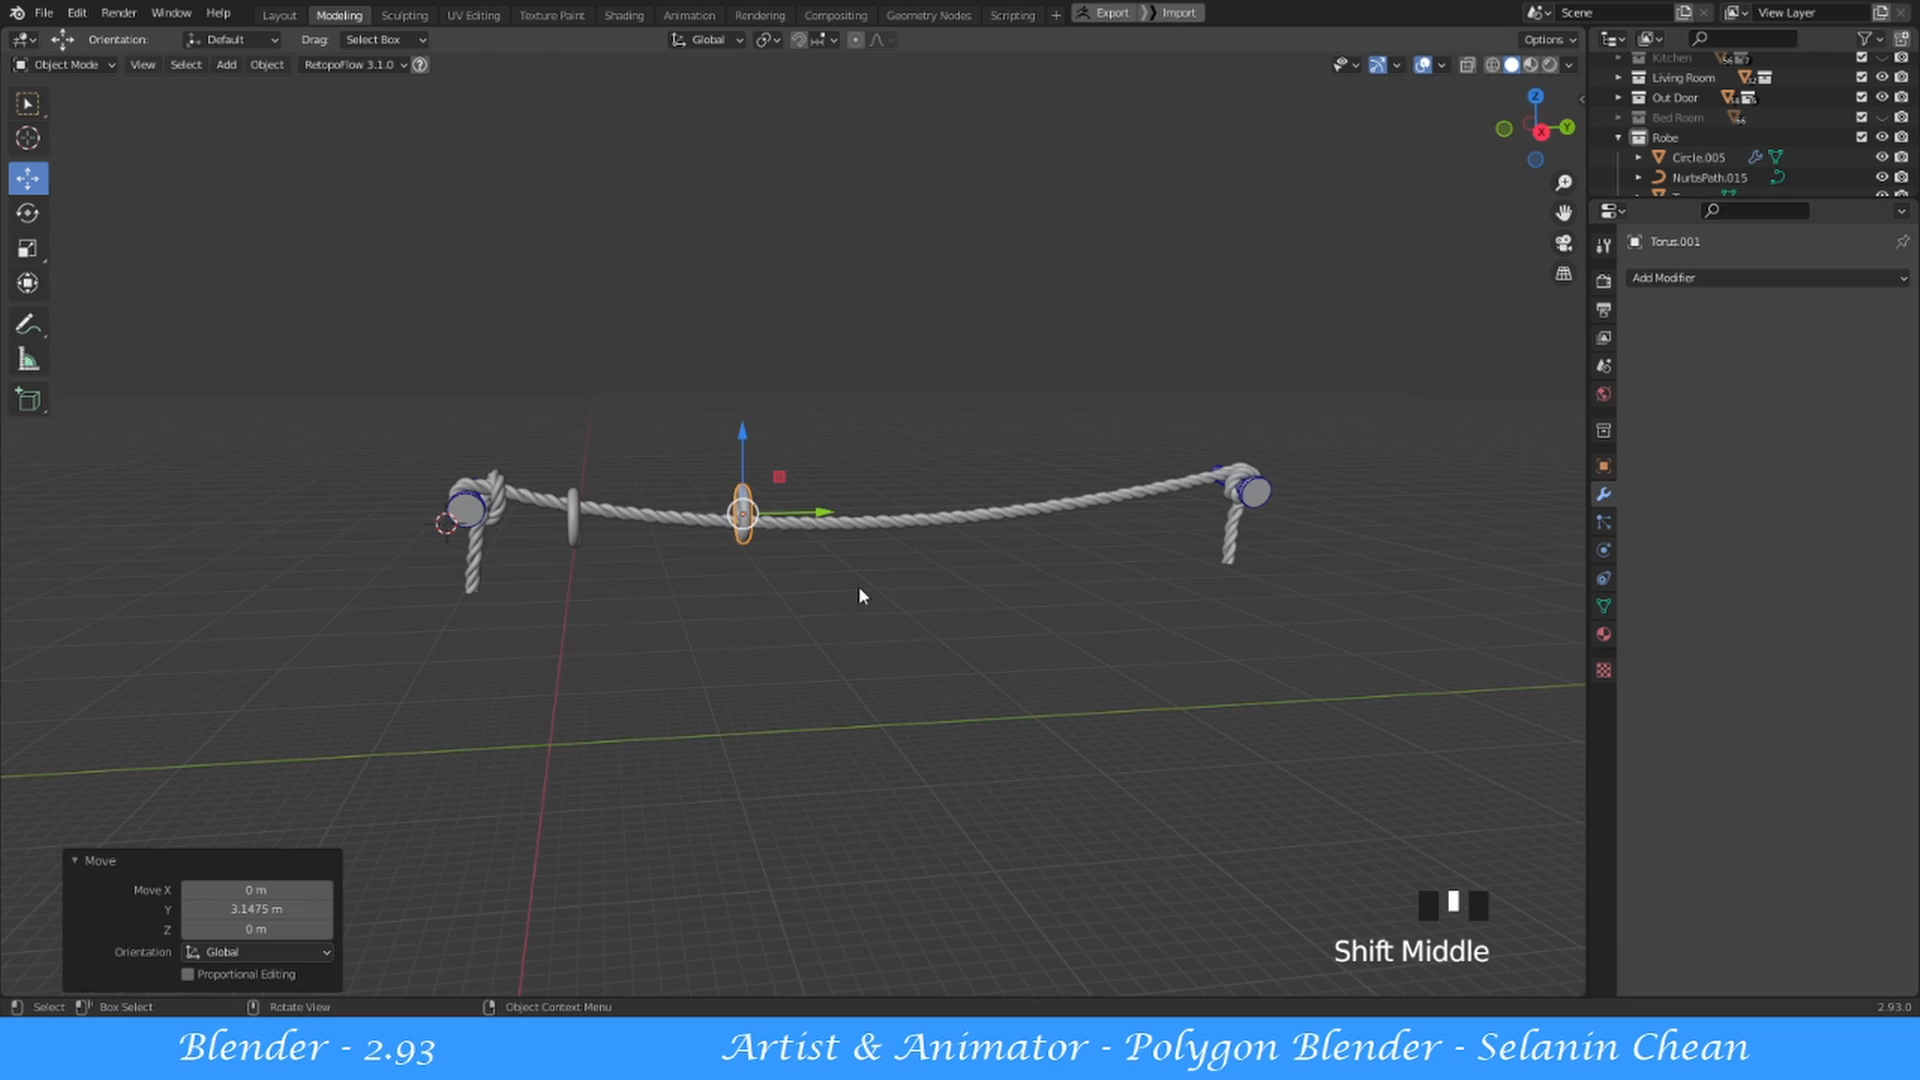 File Edit Render Window Help Layout Modeling Sculpting UV Editing Texture Paint Shading Animation Rendering Compositing Geometry Nodes Scripting + Export Import Scene View Layer
Orientation: Default Drag: Select Box Global Options
Object Mode View Select Add Object RetopoFlow 3.1.0
Kitchen
Living Room
Out Door
Bed Room
Robe
Circle.005
NurbsPath.015
Torus.001
Add Modifier
Z
Y
X
Move
Move X 0 m
Y 3.1475 m
Z 0 m
Orientation Global
Proportional Editing
Shift Middle
Select Box Select Rotate View Object Context Menu 2.93.0
Blender - 2.93 Artist & Animator - Polygon Blender - Selanin Chean